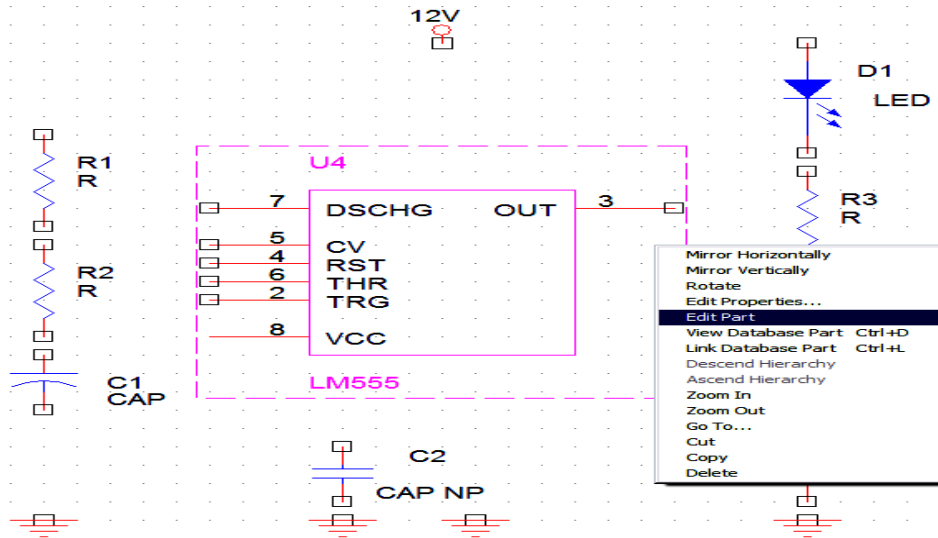 12V
D1
LED
R1
R
U4
7
DSCHG
OUT
3
R3
R
5
CV
4
RST
6
THR
2
TRG
8
VCC
R2
R
Mirror Horizontally
Mirror Vertically
Rotate
Edit Properties...
Edit Part
View Database Part Ctrl+D
Link Database Part Ctrl+L
Descend Hierarchy
Ascend Hierarchy
Zoom In
Zoom Out
Go To...
Cut
Copy
Delete
LM555
C1
CAP
C2
CAP NP